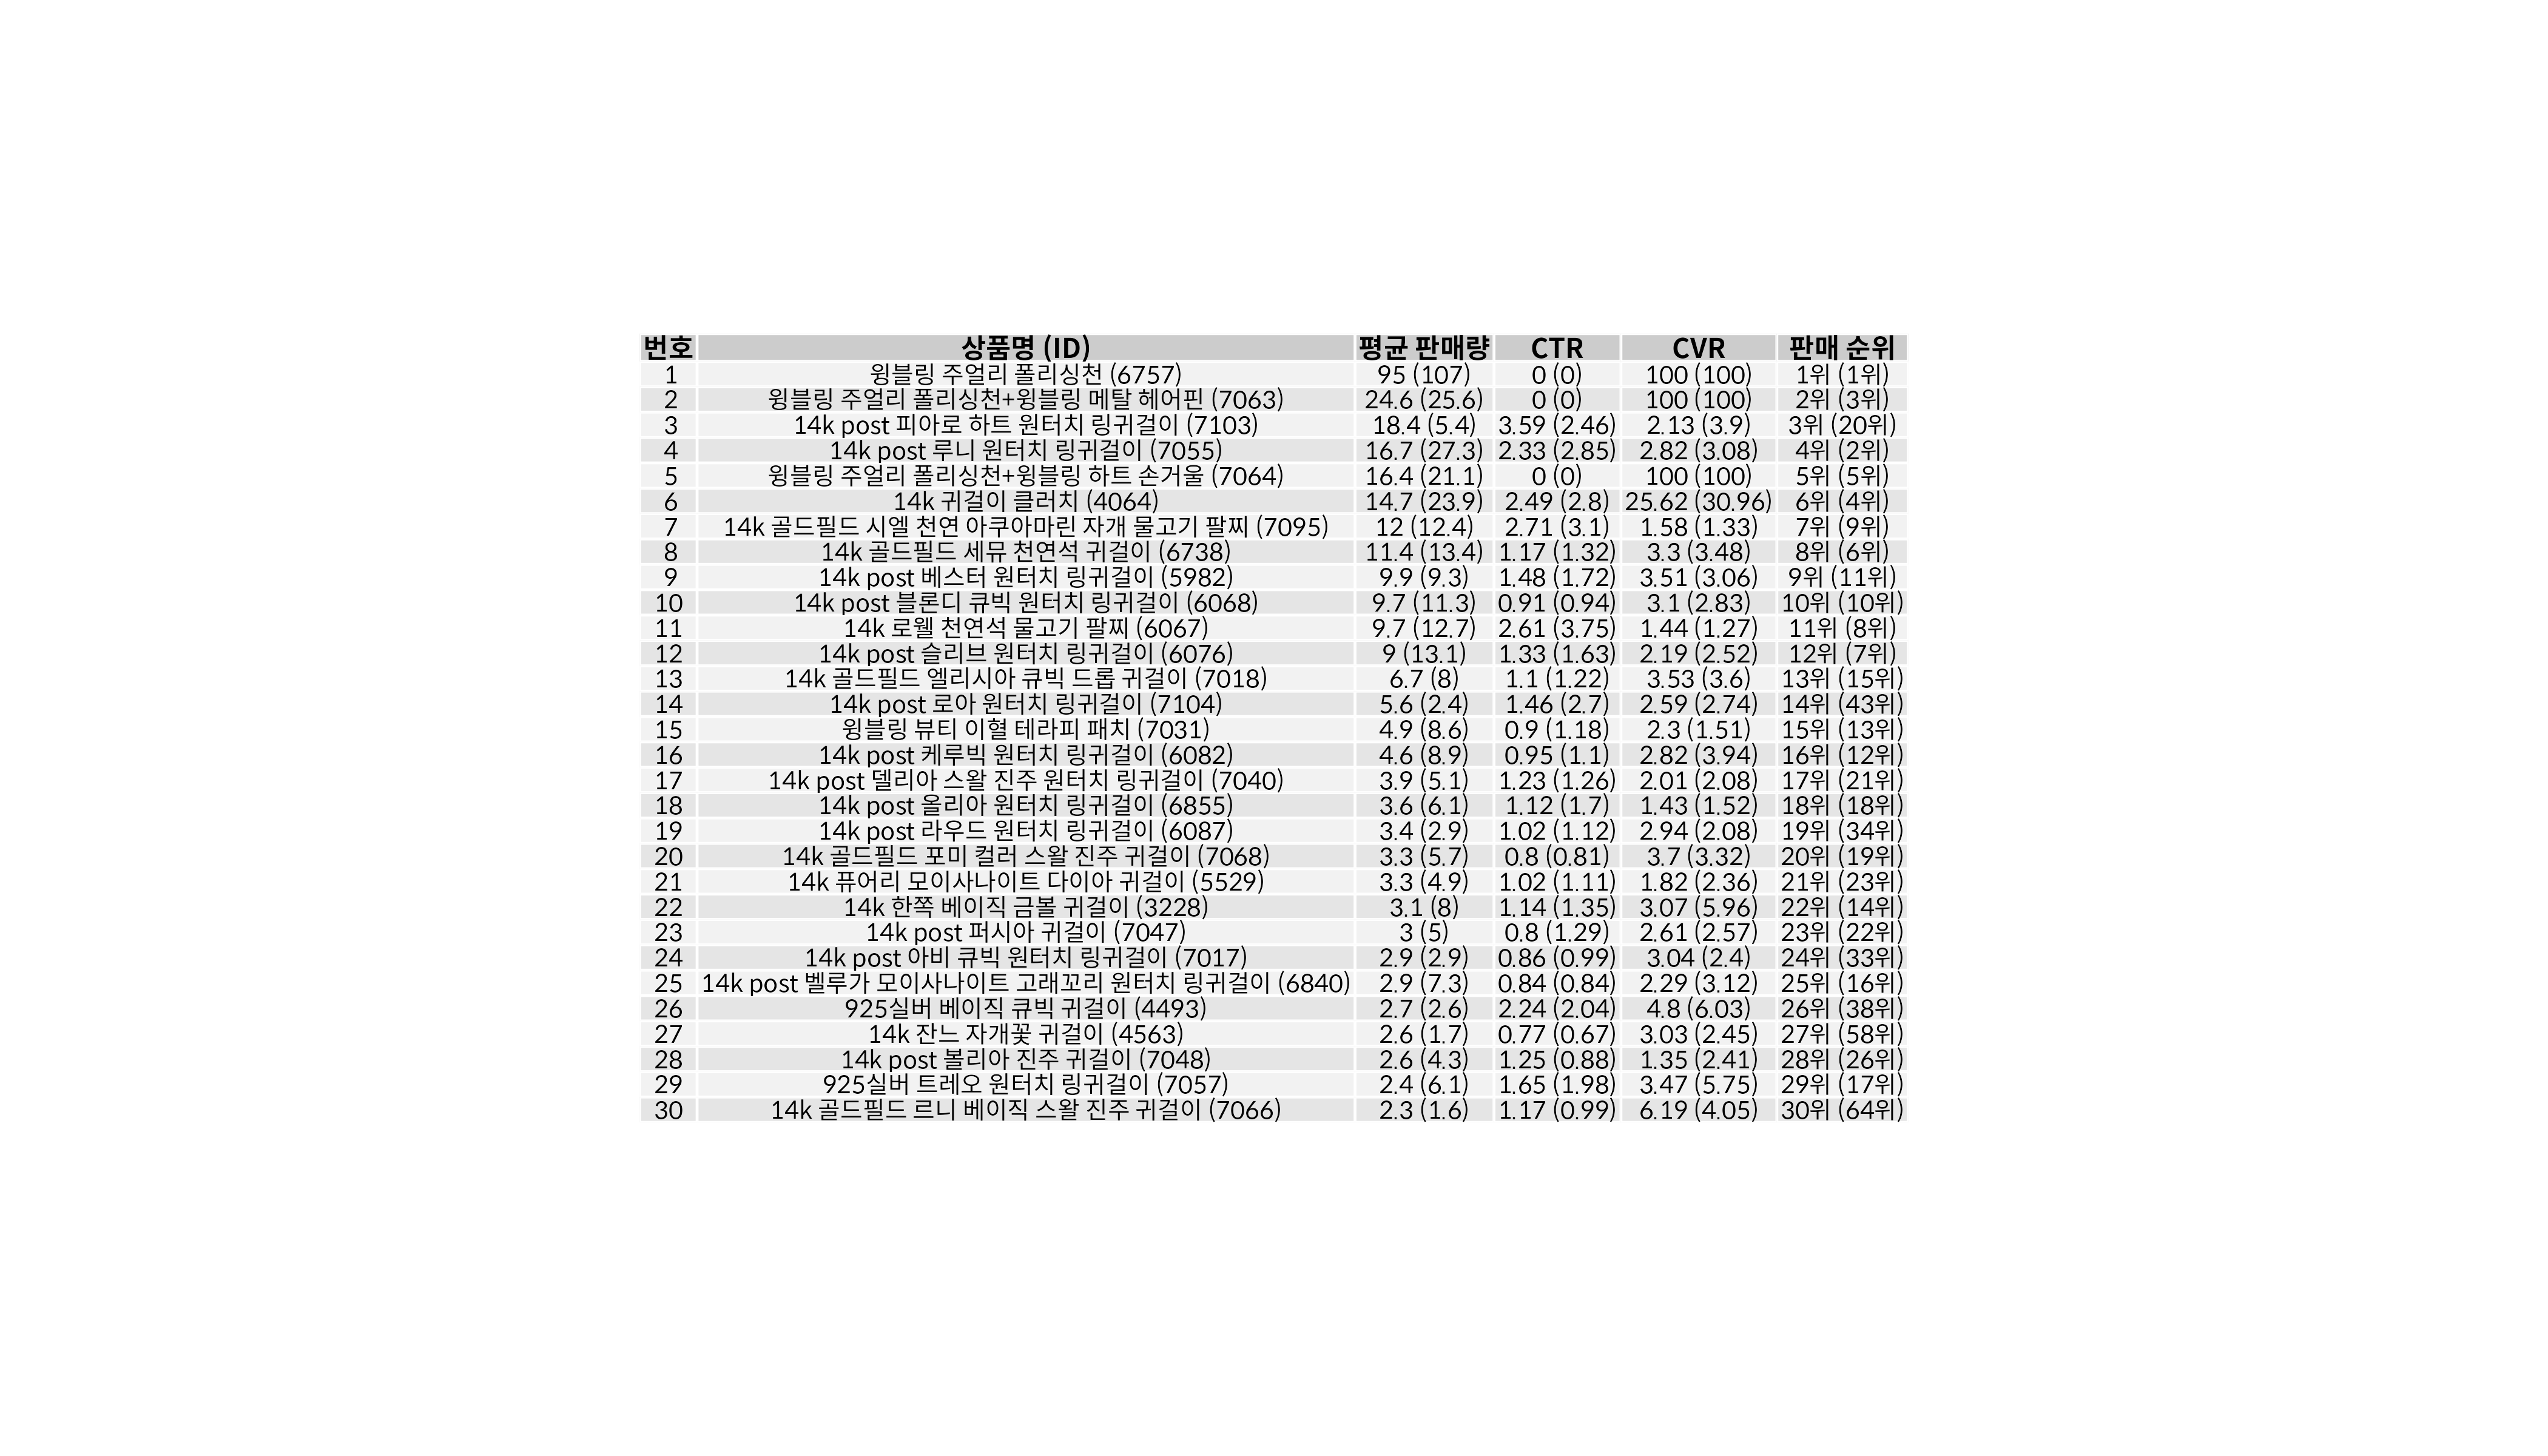 번호 상품명 (ID) 평균 판매량 CTR CVR 판매 순위
1 윙블링 주얼리 폴리싱천 (6757) 95 (107) 0 (0) 100 (100) 1위 (1위)
2 윙블링 주얼리 폴리싱천+윙블링 메탈 헤어핀 (7063) 24.6 (25.6) 0 (0) 100 (100) 2위 (3위)
3 14k post 피아로 하트 원터치 링귀걸이 (7103) 18.4 (5.4) 3.59 (2.46) 2.13 (3.9) 3위 (20위)
4 14k post 루니 원터치 링귀걸이 (7055) 16.7 (27.3) 2.33 (2.85) 2.82 (3.08) 4위 (2위)
5 윙블링 주얼리 폴리싱천+윙블링 하트 손거울 (7064) 16.4 (21.1) 0 (0) 100 (100) 5위 (5위)
6 14k 귀걸이 클러치 (4064) 14.7 (23.9) 2.49 (2.8) 25.62 (30.96) 6위 (4위)
7 14k 골드필드 시엘 천연 아쿠아마린 자개 물고기 팔찌 (7095) 12 (12.4) 2.71 (3.1) 1.58 (1.33) 7위 (9위)
8 14k 골드필드 세뮤 천연석 귀걸이 (6738) 11.4 (13.4) 1.17 (1.32) 3.3 (3.48) 8위 (6위)
9 14k post 베스터 원터치 링귀걸이 (5982) 9.9 (9.3) 1.48 (1.72) 3.51 (3.06) 9위 (11위)
10 14k post 블론디 큐빅 원터치 링귀걸이 (6068) 9.7 (11.3) 0.91 (0.94) 3.1 (2.83) 10위 (10위)
11 14k 로웰 천연석 물고기 팔찌 (6067) 9.7 (12.7) 2.61 (3.75) 1.44 (1.27) 11위 (8위)
12 14k post 슬리브 원터치 링귀걸이 (6076) 9 (13.1) 1.33 (1.63) 2.19 (2.52) 12위 (7위)
13 14k 골드필드 엘리시아 큐빅 드롭 귀걸이 (7018) 6.7 (8) 1.1 (1.22) 3.53 (3.6) 13위 (15위)
14 14k post 로아 원터치 링귀걸이 (7104) 5.6 (2.4) 1.46 (2.7) 2.59 (2.74) 14위 (43위)
15 윙블링 뷰티 이혈 테라피 패치 (7031) 4.9 (8.6) 0.9 (1.18) 2.3 (1.51) 15위 (13위)
16 14k post 케루빅 원터치 링귀걸이 (6082) 4.6 (8.9) 0.95 (1.1) 2.82 (3.94) 16위 (12위)
17 14k post 델리아 스왈 진주 원터치 링귀걸이 (7040) 3.9 (5.1) 1.23 (1.26) 2.01 (2.08) 17위 (21위)
18 14k post 올리아 원터치 링귀걸이 (6855) 3.6 (6.1) 1.12 (1.7) 1.43 (1.52) 18위 (18위)
19 14k post 라우드 원터치 링귀걸이 (6087) 3.4 (2.9) 1.02 (1.12) 2.94 (2.08) 19위 (34위)
20 14k 골드필드 포미 컬러 스왈 진주 귀걸이 (7068) 3.3 (5.7) 0.8 (0.81) 3.7 (3.32) 20위 (19위)
21 14k 퓨어리 모이사나이트 다이아 귀걸이 (5529) 3.3 (4.9) 1.02 (1.11) 1.82 (2.36) 21위 (23위)
22 14k 한쪽 베이직 금볼 귀걸이 (3228) 3.1 (8) 1.14 (1.35) 3.07 (5.96) 22위 (14위)
23 14k post 퍼시아 귀걸이 (7047) 3 (5) 0.8 (1.29) 2.61 (2.57) 23위 (22위)
24 14k post 아비 큐빅 원터치 링귀걸이 (7017) 2.9 (2.9) 0.86 (0.99) 3.04 (2.4) 24위 (33위)
25 14k post 벨루가 모이사나이트 고래꼬리 원터치 링귀걸이 (6840) 2.9 (7.3) 0.84 (0.84) 2.29 (3.12) 25위 (16위)
26 925실버 베이직 큐빅 귀걸이 (4493) 2.7 (2.6) 2.24 (2.04) 4.8 (6.03) 26위 (38위)
27 14k 잔느 자개꽃 귀걸이 (4563) 2.6 (1.7) 0.77 (0.67) 3.03 (2.45) 27위 (58위)
28 14k post 볼리아 진주 귀걸이 (7048) 2.6 (4.3) 1.25 (0.88) 1.35 (2.41) 28위 (26위)
29 925실버 트레오 원터치 링귀걸이 (7057) 2.4 (6.1) 1.65 (1.98) 3.47 (5.75) 29위 (17위)
30 14k 골드필드 르니 베이직 스왈 진주 귀걸이 (7066) 2.3 (1.6) 1.17 (0.99) 6.19 (4.05) 30위 (64위)